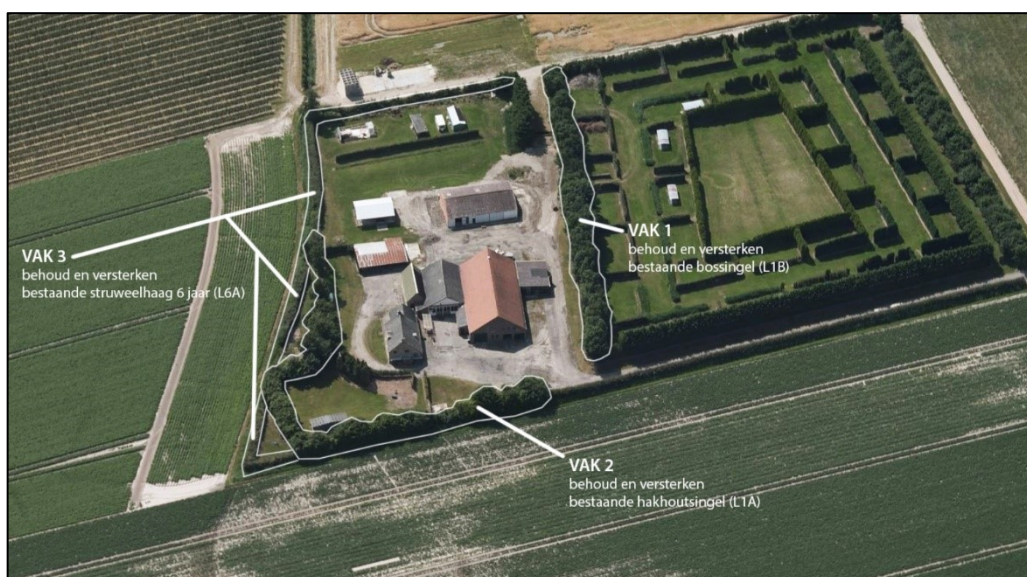 VAK 1
behoud en versterken
bestaande bossingel (L1B)
VAK 3
behoud en versterken
bestaande struweelhaag 6 jaar (L6A)
VAK 2
behoud en versterken
bestaande hakhoutsingel (L1A)